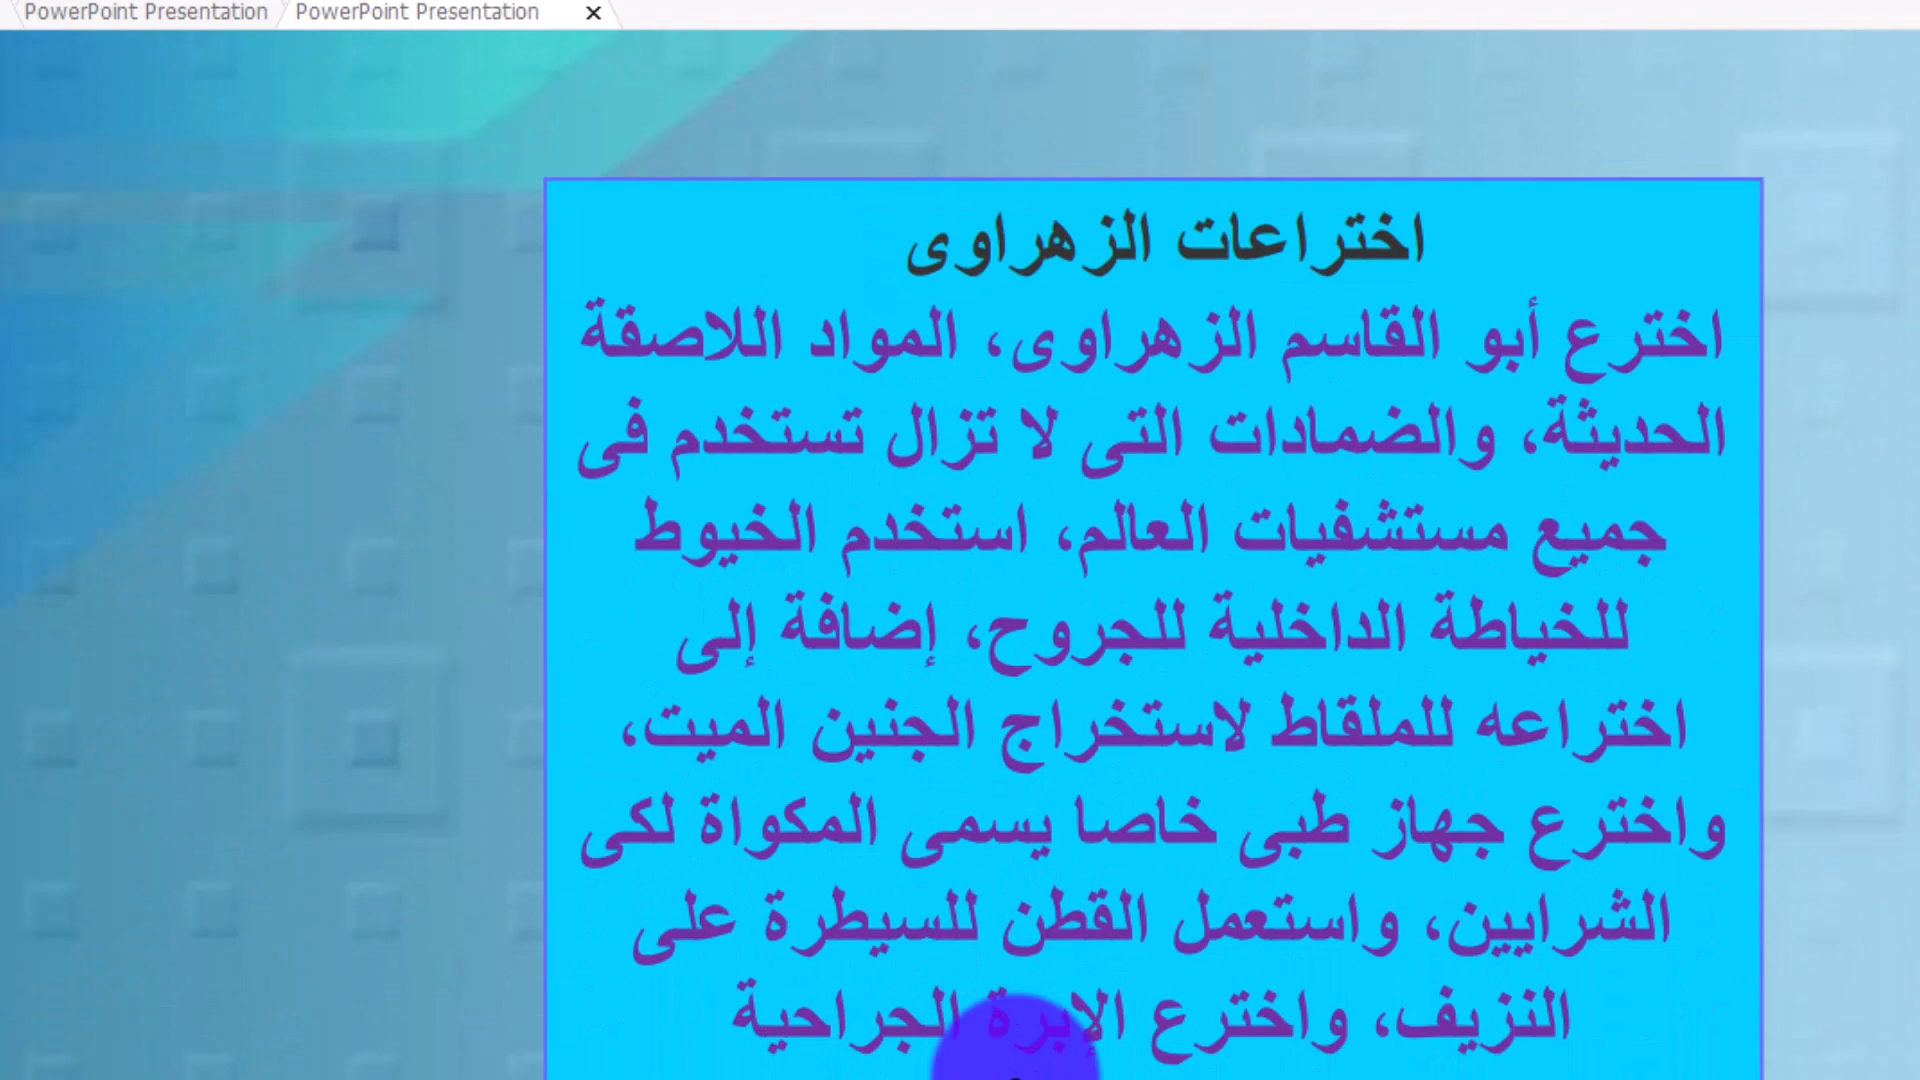 PowerPoint Presentation
PowerPoint Presentation
اختراعات الزهراوى
اخترع أبو القاسم الزهراوى، المواد اللاصقة
الحديثة، والضمادات التى لا تزال تستخدم فى
جميع مستشفيات العالم، استخدم الخيوط
للخياطة الداخلية للجروح، إضافة إلى
اختراعه للملقاط لاستخراج الجنين الميت،
واخترع جهاز طبى خاصا يسمى المكواة لكى
الشرايين، واستعمل القطن للسيطرة على
النزيف، واخترع الإبرة الجراحية